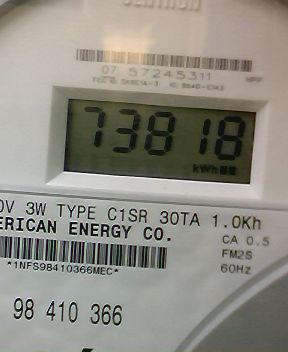 CENTRON
07 57245311
73818
kWh
0V 3W TYPE C1SR 30TA 1.0Kh
ERICAN ENERGY CO.
CA 0.5
FM2S
60Hz
*1NFS98410366MEC*
98 410 366